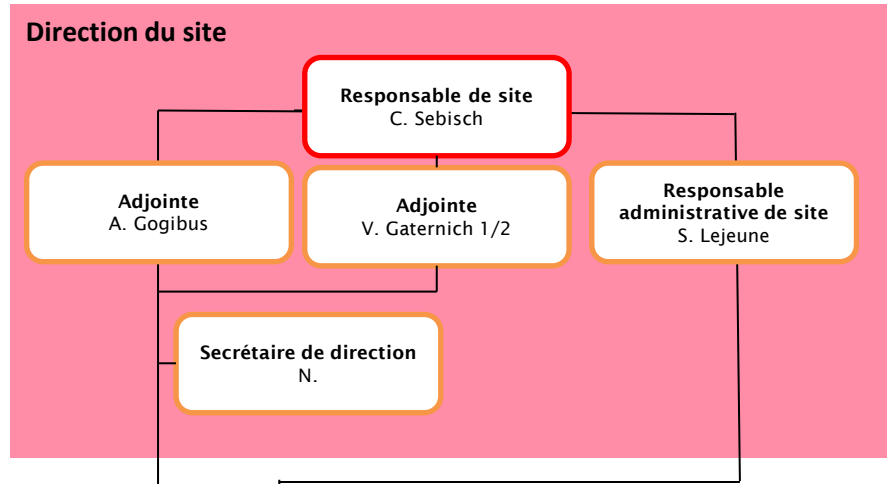 Direction du site
Responsable de site
C. Sebisch
Adjointe
A. Gogibus
Adjointe
V. Gaternich 1/2
Responsable
administrative de site
S. Lejeune
Secrétaire de direction
N.